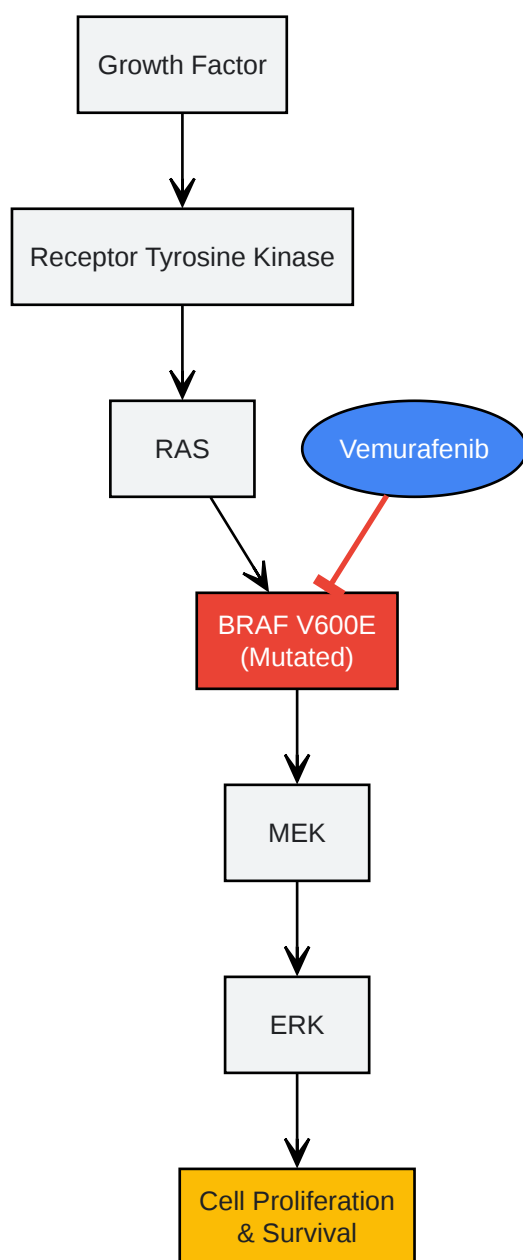 Growth Factor
Receptor Tyrosine Kinase
RAS
Vemurafenib
BRAF V600E
(Mutated)
MEK
ERK
Cell Proliferation
& Survival